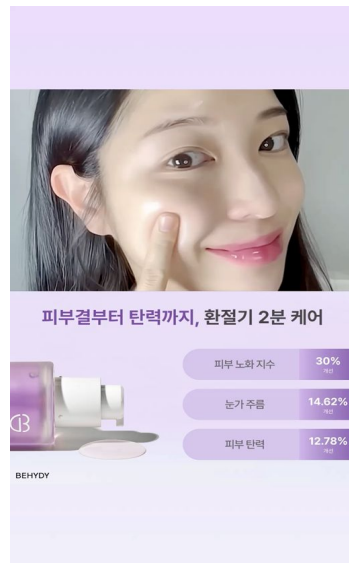 피부결부터 탄력까지, 환절기 2분 케어
피부 노화 지수 30%
개선
눈가 주름 14.62%
개선
피부 탄력 12.78%
개선
BEHYDY